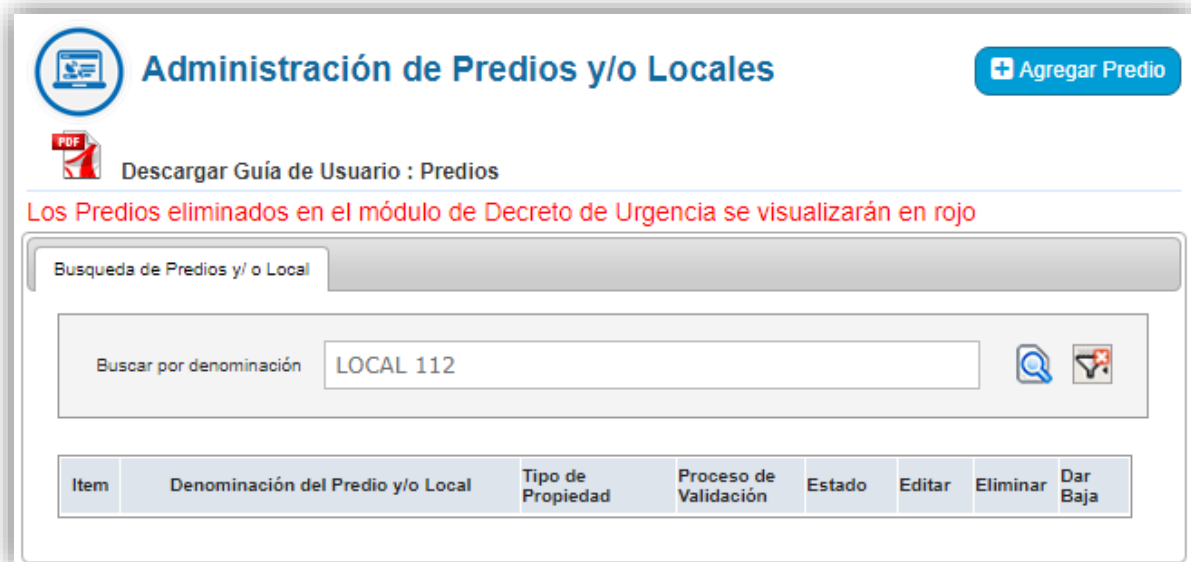 Administración de Predios y/o Locales
Agregar Predio
PDF
Descargar Guía de Usuario : Predios
Los Predios eliminados en el módulo de Decreto de Urgencia se visualizarán en rojo
Busqueda de Predios y/ o Local
Buscar por denominación
LOCAL 112
Item
Denominación del Predio y/o Local
Tipo de
Propiedad
Proceso de
Validación
Estado
Editar
Eliminar
Dar
Baja